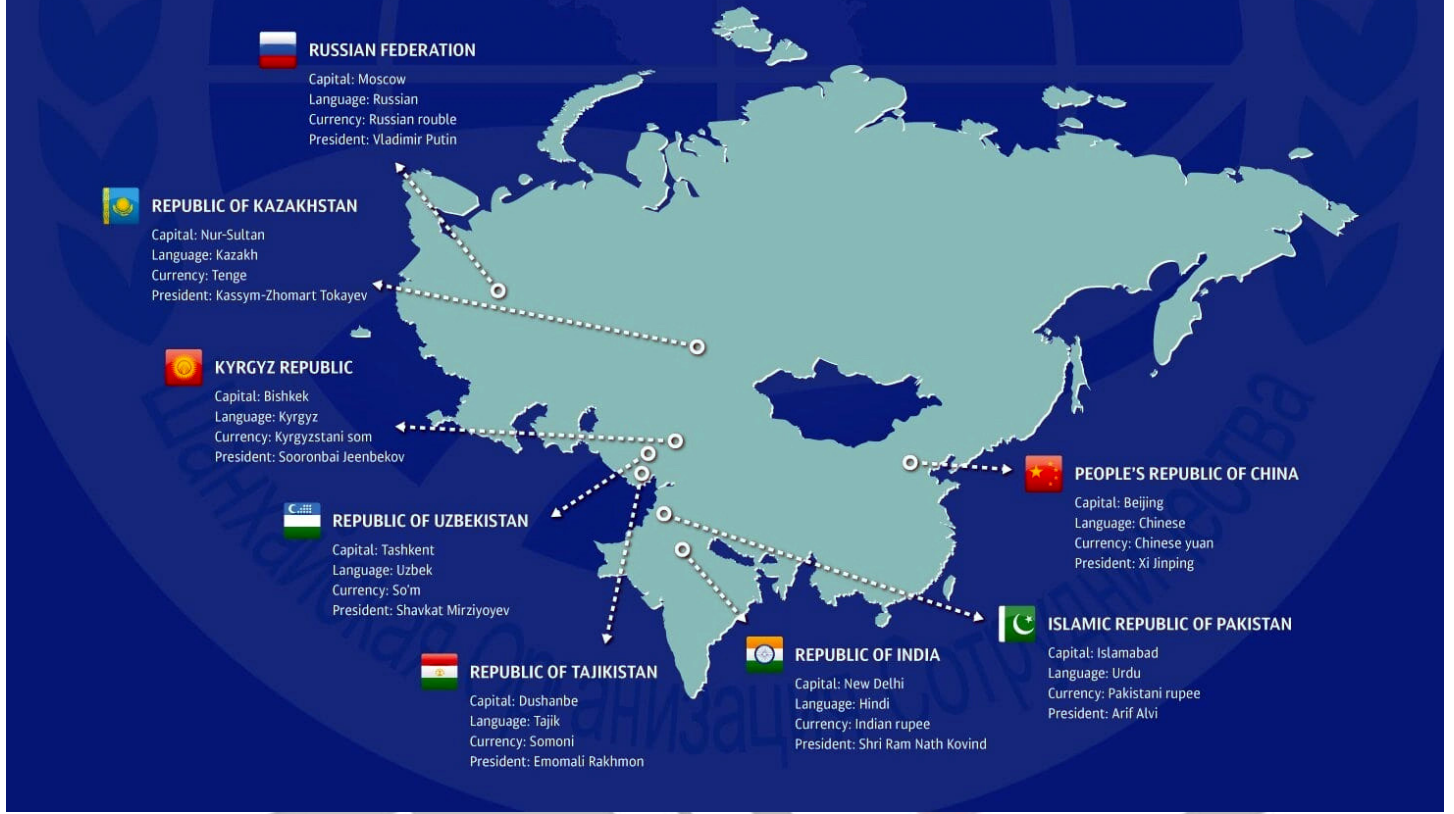 RUSSIAN FEDERATION
Capital: Moscow
Language: Russian
Currency: Russian rouble
President: Vladimir Putin
REPUBLIC OF KAZAKHSTAN
Capital: Nur-Sultan
Language: Kazakh
Currency: Tenge
President: Kassym-Zhomart Tokayev
KYRGYZ REPUBLIC
Capital: Bishkek
Language: Kyrgyz
Currency: Kyrgyzstani som
President: Sooronbai Jeenbekov
REPUBLIC OF UZBEKISTAN
Capital: Tashkent
Language: Uzbek
Currency: So'm
President: Shavkat Mirziyoyev
REPUBLIC OF TAJIKISTAN
Capital: Dushanbe
Language: Tajik
Currency: Somoni
President: Emomali Rakhmon
REPUBLIC OF INDIA
Capital: New Delhi
Language: Hindi
Currency: Indian rupee
President: Shri Ram Nath Kovind
PEOPLE'S REPUBLIC OF CHINA
Capital: Beijing
Language: Chinese
Currency: Chinese yuan
President: Xi Jinping
ISLAMIC REPUBLIC OF PAKISTAN
Capital: Islamabad
Language: Urdu
Currency: Pakistani rupee
President: Arif Alvi
Шанхайская Организация Сотрудничества